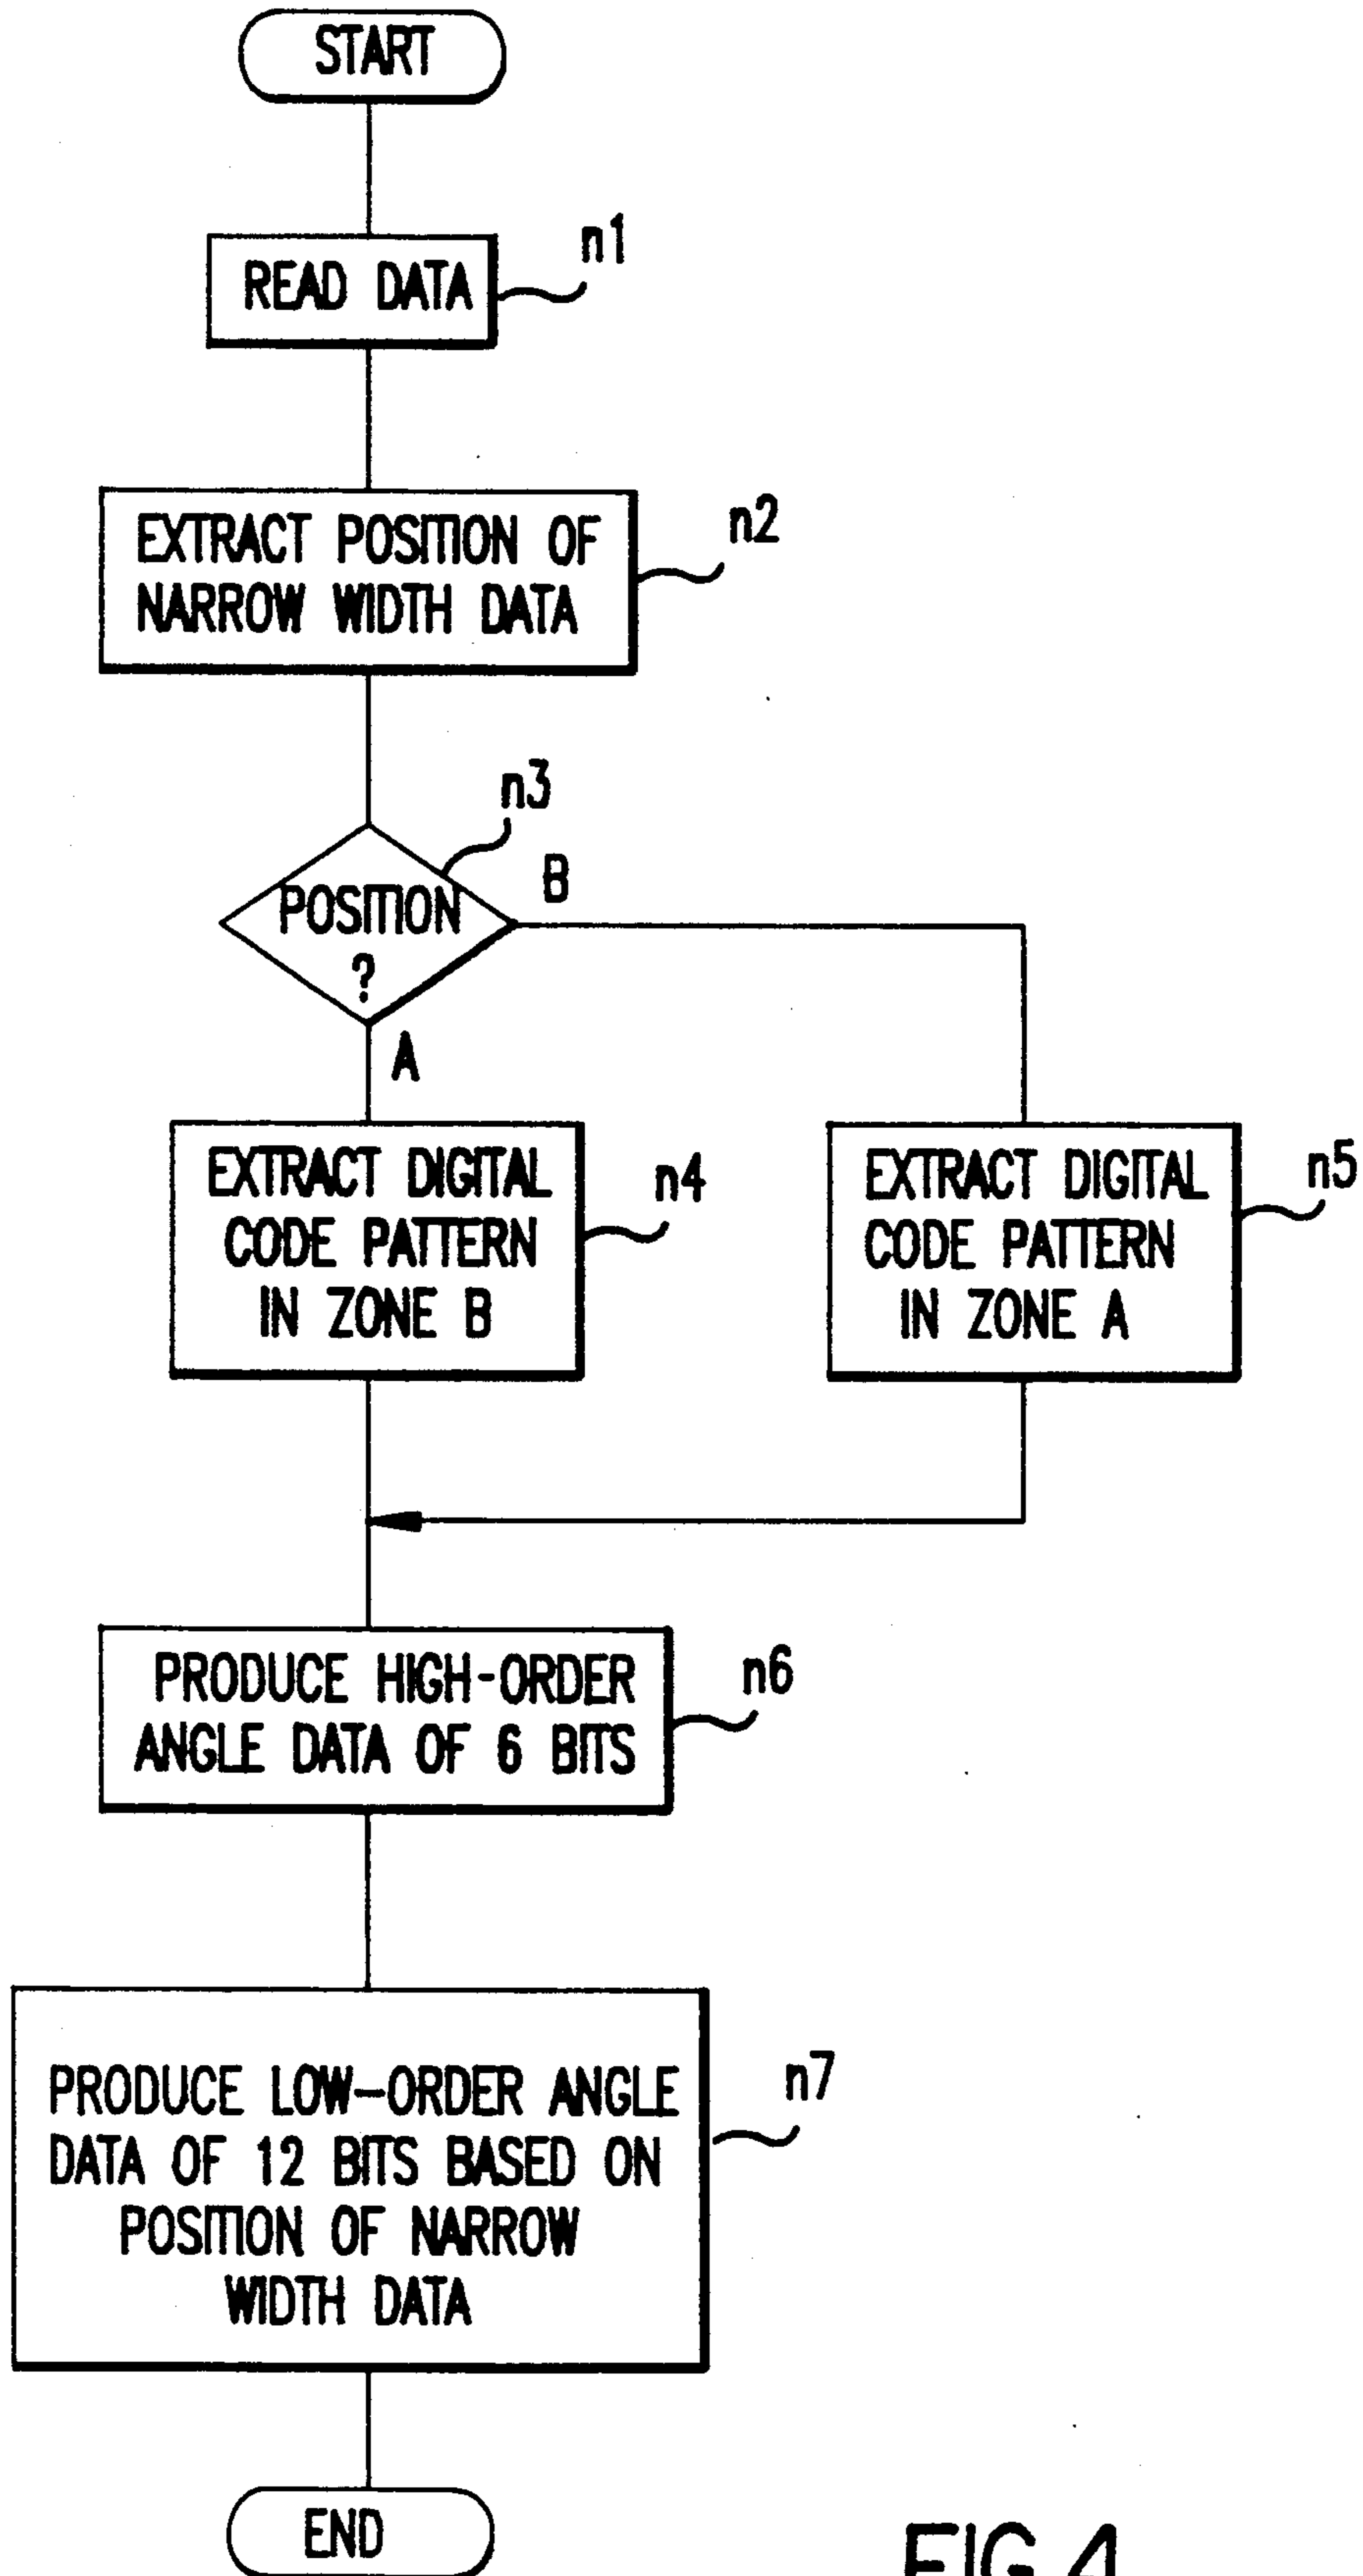 START
READ DATA
n1
EXTRACT POSITION OF
NARROW WIDTH DATA
n2
n3
POSITION
?
B
A
EXTRACT DIGITAL
CODE PATTERN
IN ZONE B
n4
EXTRACT DIGITAL
CODE PATTERN
IN ZONE A
n5
PRODUCE HIGH-ORDER
ANGLE DATA OF 6 BITS
n6
PRODUCE LOW-ORDER ANGLE
DATA OF 12 BITS BASED ON
POSITION OF NARROW
WIDTH DATA
n7
END
FIG.4